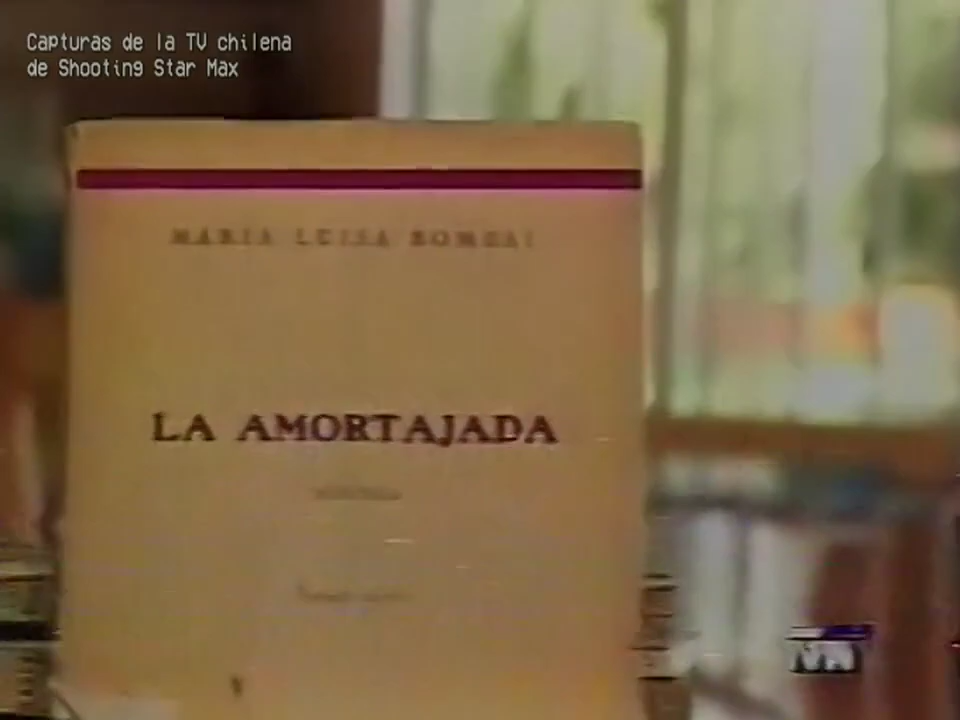 Capturas de la TV chilena
de Shooting Star Max
MARIA LUISA BOMBAL
LA AMORTAJADA